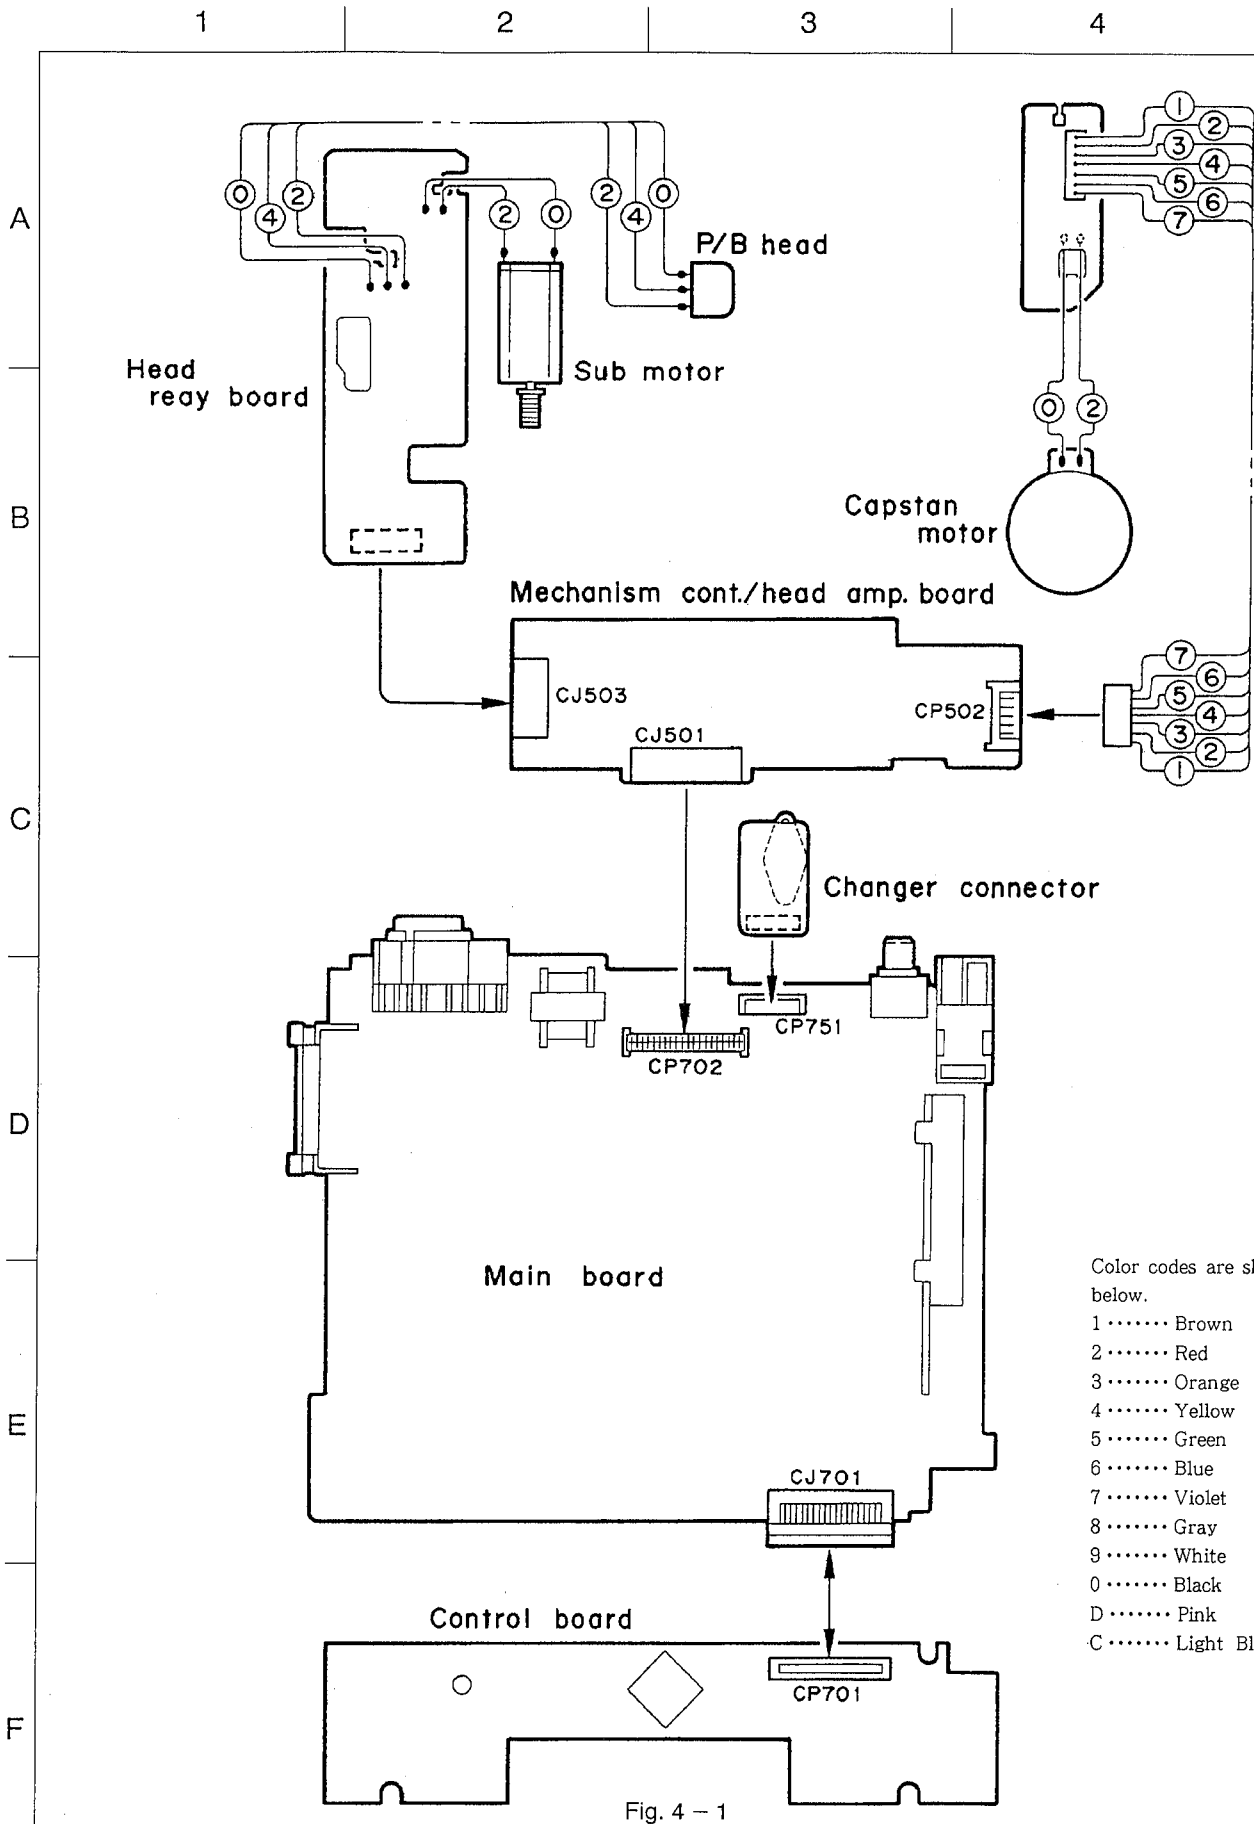 1 2 3 4
A
B
C
D
E
F
0 4 2
2 0
2 4 0
1
2
3
4
5
6
7
P/B head
Sub motor
Head
reay board
0 2
Capstan
motor
Mechanism cont./head amp. board
CJ503
CJ501
CP502
7
6
5
4
3
2
1
Changer connector
CP751
CP702
Main board
CJ701
Control board
CP701
Color codes are s
below.
1 ······· Brown
2 ······· Red
3 ······· Orange
4 ······· Yellow
5 ······· Green
6 ······· Blue
7 ······· Violet
8 ······· Gray
9 ······· White
0 ······· Black
D ······· Pink
C ······· Light Bl
Fig. 4 – 1